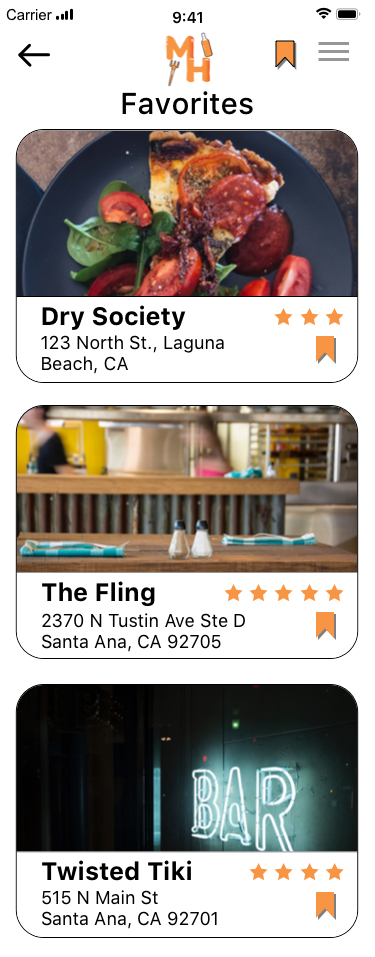 Carrier
9:41
MH
Favorites
Dry Society
123 North St., Laguna
Beach, CA
The Fling
2370 N Tustin Ave Ste D
Santa Ana, CA 92705
BAR
Twisted Tiki
515 N Main St
Santa Ana, CA 92701